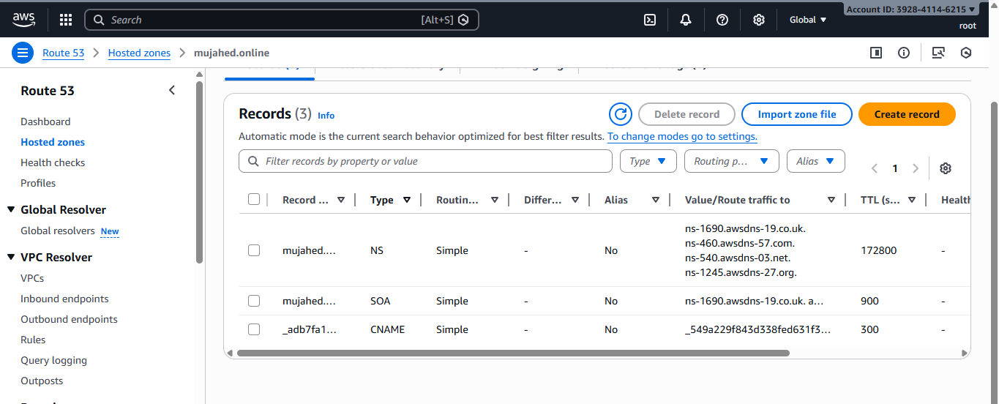 aws
Search
[Alt+S]
Global
Account ID: 3928-4114-6215
root
Route 53
Hosted zones
mujahed.online
Route 53
Dashboard
Hosted zones
Health checks
Profiles
Global Resolver
Global resolvers New
VPC Resolver
VPCs
Inbound endpoints
Outbound endpoints
Rules
Query logging
Outposts
Records (3) Info
Delete record
Import zone file
Create record
Automatic mode is the current search behavior optimized for best filter results. To change modes go to settings.
Filter records by property or value
Type
Routing p...
Alias
1
Record ... Type Routin... Differ... Alias Value/Route traffic to TTL (s... Health
ns-1690.awsdns-19.co.uk.
ns-460.awsdns-57.com.
mujahed.... NS Simple - No 172800 -
ns-540.awsdns-03.net.
ns-1245.awsdns-27.org.
mujahed.... SOA Simple - No ns-1690.awsdns-19.co.uk. a... 900 -
_adb7fa1... CNAME Simple - No _549a229f843d338fed631f3... 300 -